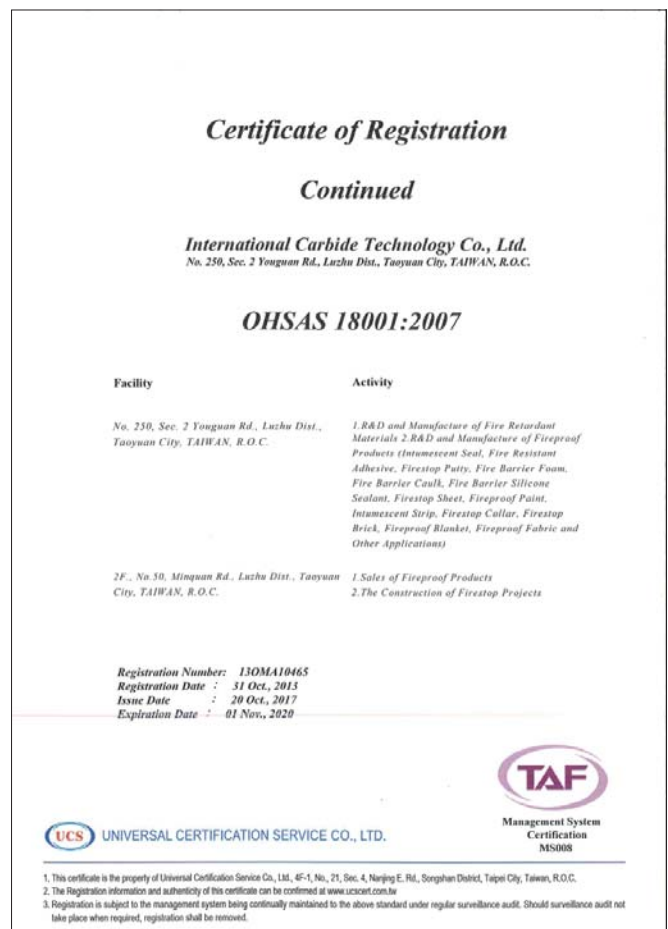 Certificate of Registration
Continued
International Carbide Technology Co., Ltd.
No. 250, Sec. 2 Youguan Rd., Luzhu Dist., Taoyuan City, TAIWAN, R.O.C.
OHSAS 18001:2007
Facility
Activity
No. 250, Sec. 2 Youguan Rd., Luzhu Dist.,
Taoyuan City, TAIWAN, R.O.C.
1.R&D and Manufacture of Fire Retardant
Materials 2.R&D and Manufacture of Fireproof
Products (Intumescent Seal, Fire Resistant
Adhesive, Firestop Putty, Fire Barrier Foam,
Fire Barrier Caulk, Fire Barrier Silicone
Sealant, Firestop Sheet, Fireproof Paint,
Intumescent Strip, Firestop Collar, Firestop
Brick, Fireproof Blanket, Fireproof Fabric and
Other Applications)
2F., No.50, Minquan Rd., Luzhu Dist., Taoyuan
City, TAIWAN, R.O.C.
1.Sales of Fireproof Products
2.The Construction of Firestop Projects
Registration Number: 13OMA10465
Registration Date : 31 Oct., 2013
Issue Date : 20 Oct., 2017
Expiration Date : 01 Nov., 2020
TAF
Management System
Certification
MS008
UCS UNIVERSAL CERTIFICATION SERVICE CO., LTD.
1. This certificate is the property of Universal Certification Service Co., Ltd., 4F-1, No., 21, Sec. 4, Nanjing E. Rd., Songshan District, Taipei City, Taiwan, R.O.C.
2. The Registration information and authenticity of this certificate can be confirmed at www.ucscert.com.tw
3. Registration is subject to the management system being continually maintained to the above standard under regular surveillance audit. Should surveillance audit not
take place when required, registration shall be removed.